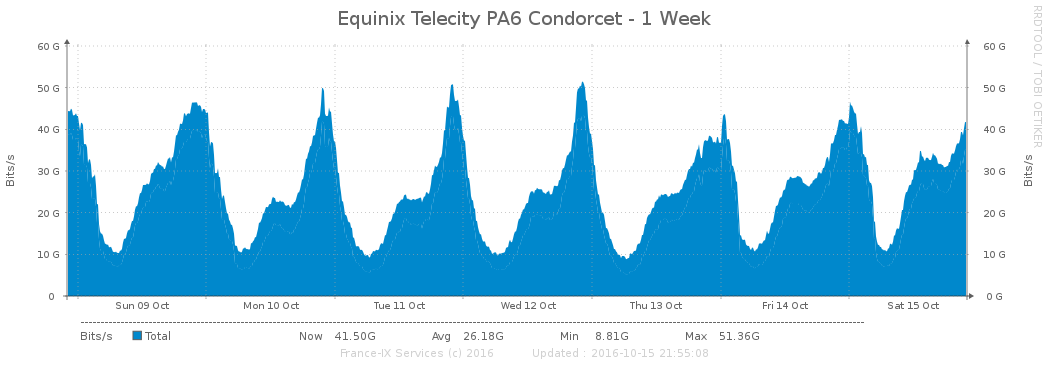 Equinix Telecity PA6 Condorcet - 1 Week
RRDTOOL / TOBI OETIKER
60 G 60 G
50 G 50 G
40 G 40 G
30 G 30 G
20 G 20 G
10 G 10 G
0 0 G
Bits/s
Bits/s
Sun 09 Oct Mon 10 Oct Tue 11 Oct Wed 12 Oct Thu 13 Oct Fri 14 Oct Sat 15 Oct
Bits/s Total Now 41.50G Avg 26.18G Min 8.81G Max 51.36G
France-IX Services (c) 2016 Updated : 2016-10-15 21:55:08